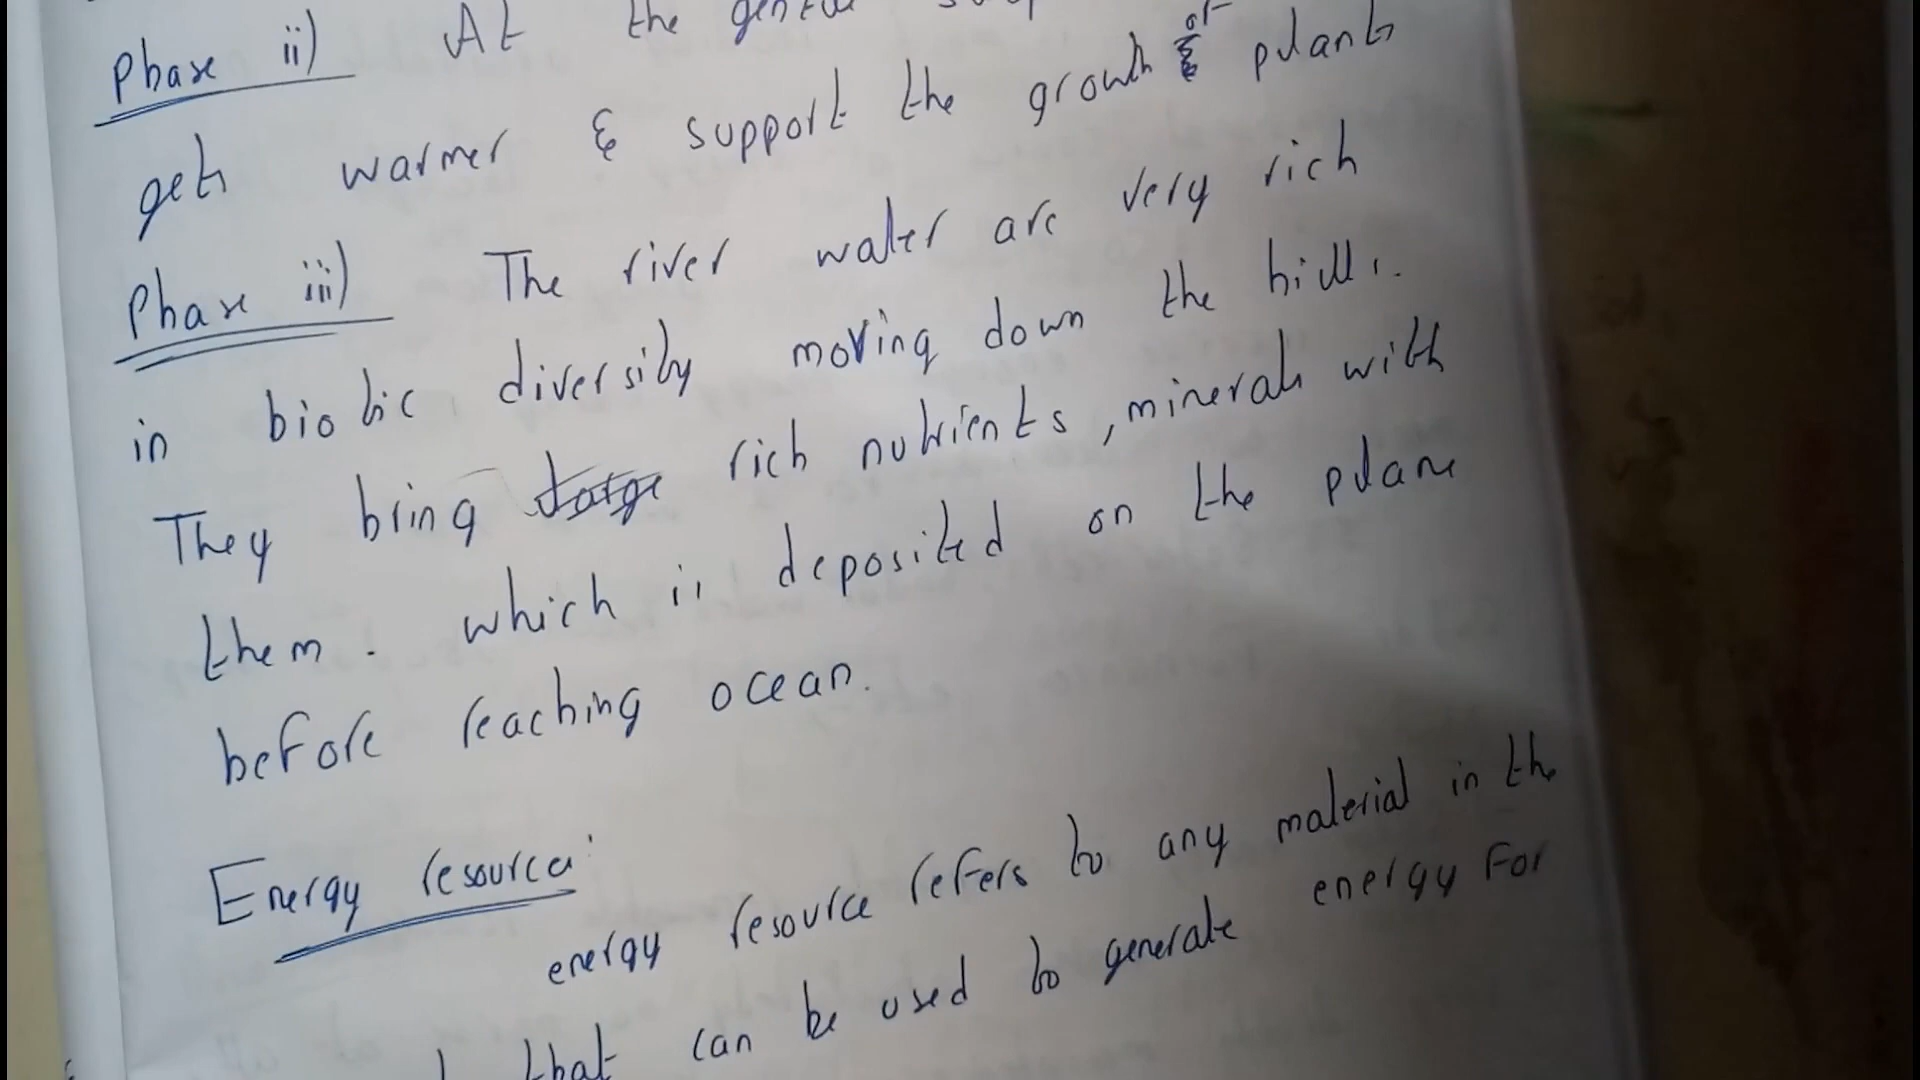 Phase ii) At the gentle
gets warmer & support the growth of plants
Phase iii) The river water are very rich
in biotic diversity moving down the hills.
They bring rich nutrients, minerals with
them. which is deposited on the plane
before reaching ocean.
Energy resource:
energy resource refers to any material in the
that can be used to generate energy for